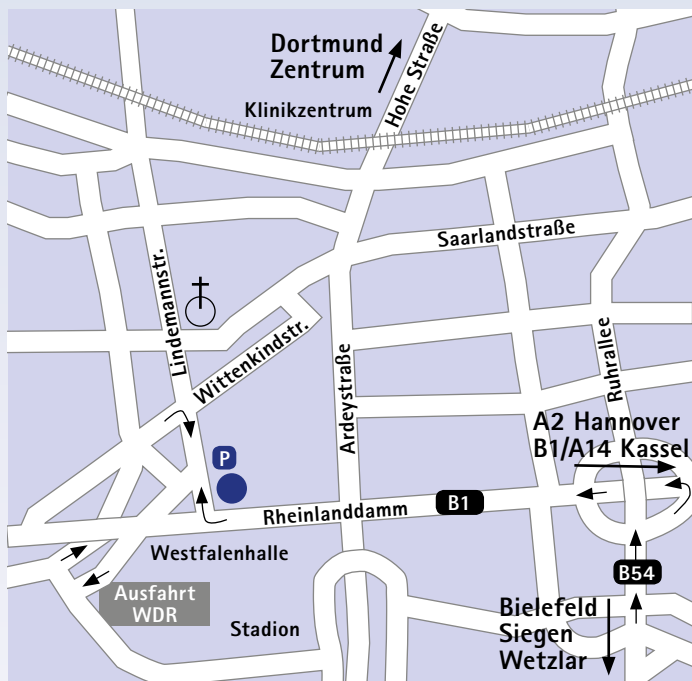 Dortmund
Zentrum
Klinikzentrum
Hohe Straße
Saarlandstraße
Lindemannstr.
Wittenkindstr.
Ardeystraße
Ruhrallee
A2 Hannover
B1/A14 Kassel
P
Rheinlanddamm
B1
Westfalenhalle
B54
Ausfahrt
WDR
Stadion
Bielefeld
Siegen
Wetzlar